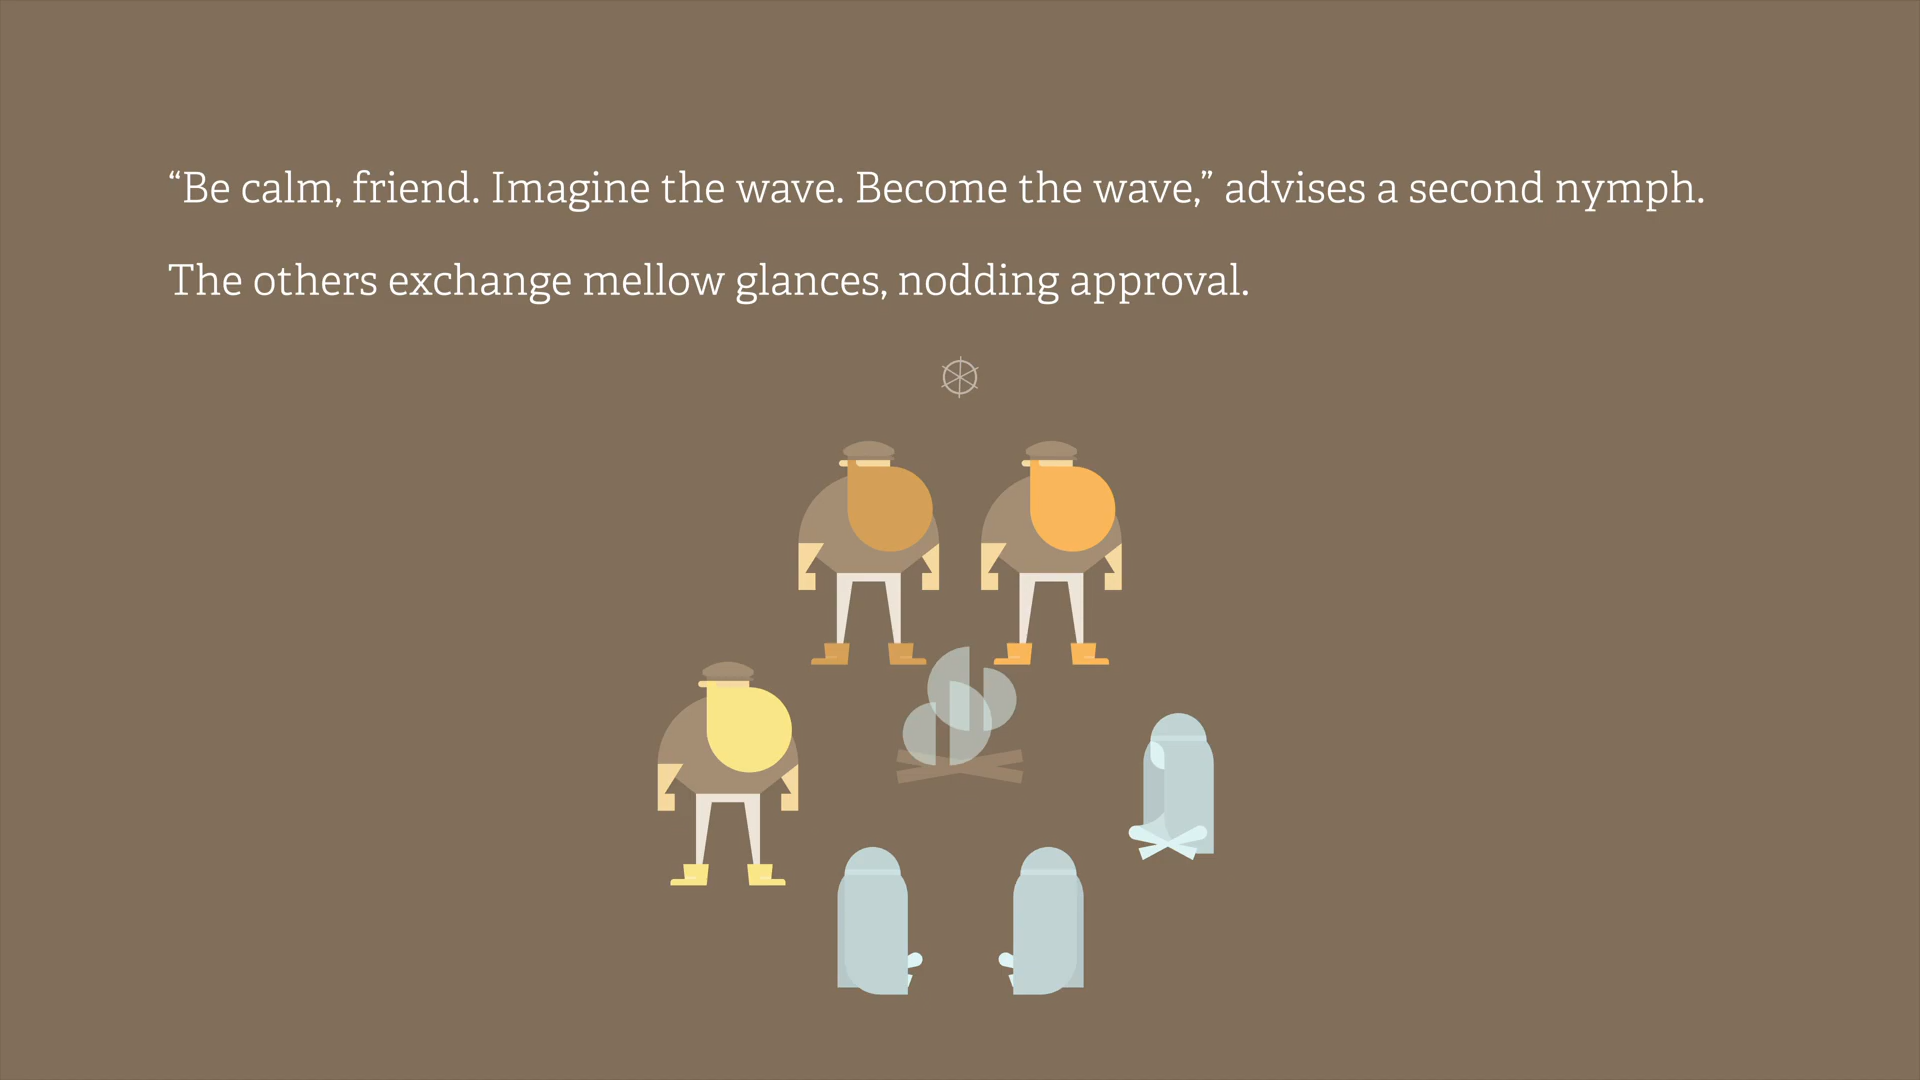 “Be calm, friend. Imagine the wave. Become the wave,” advises a second nymph.
The others exchange mellow glances, nodding approval.